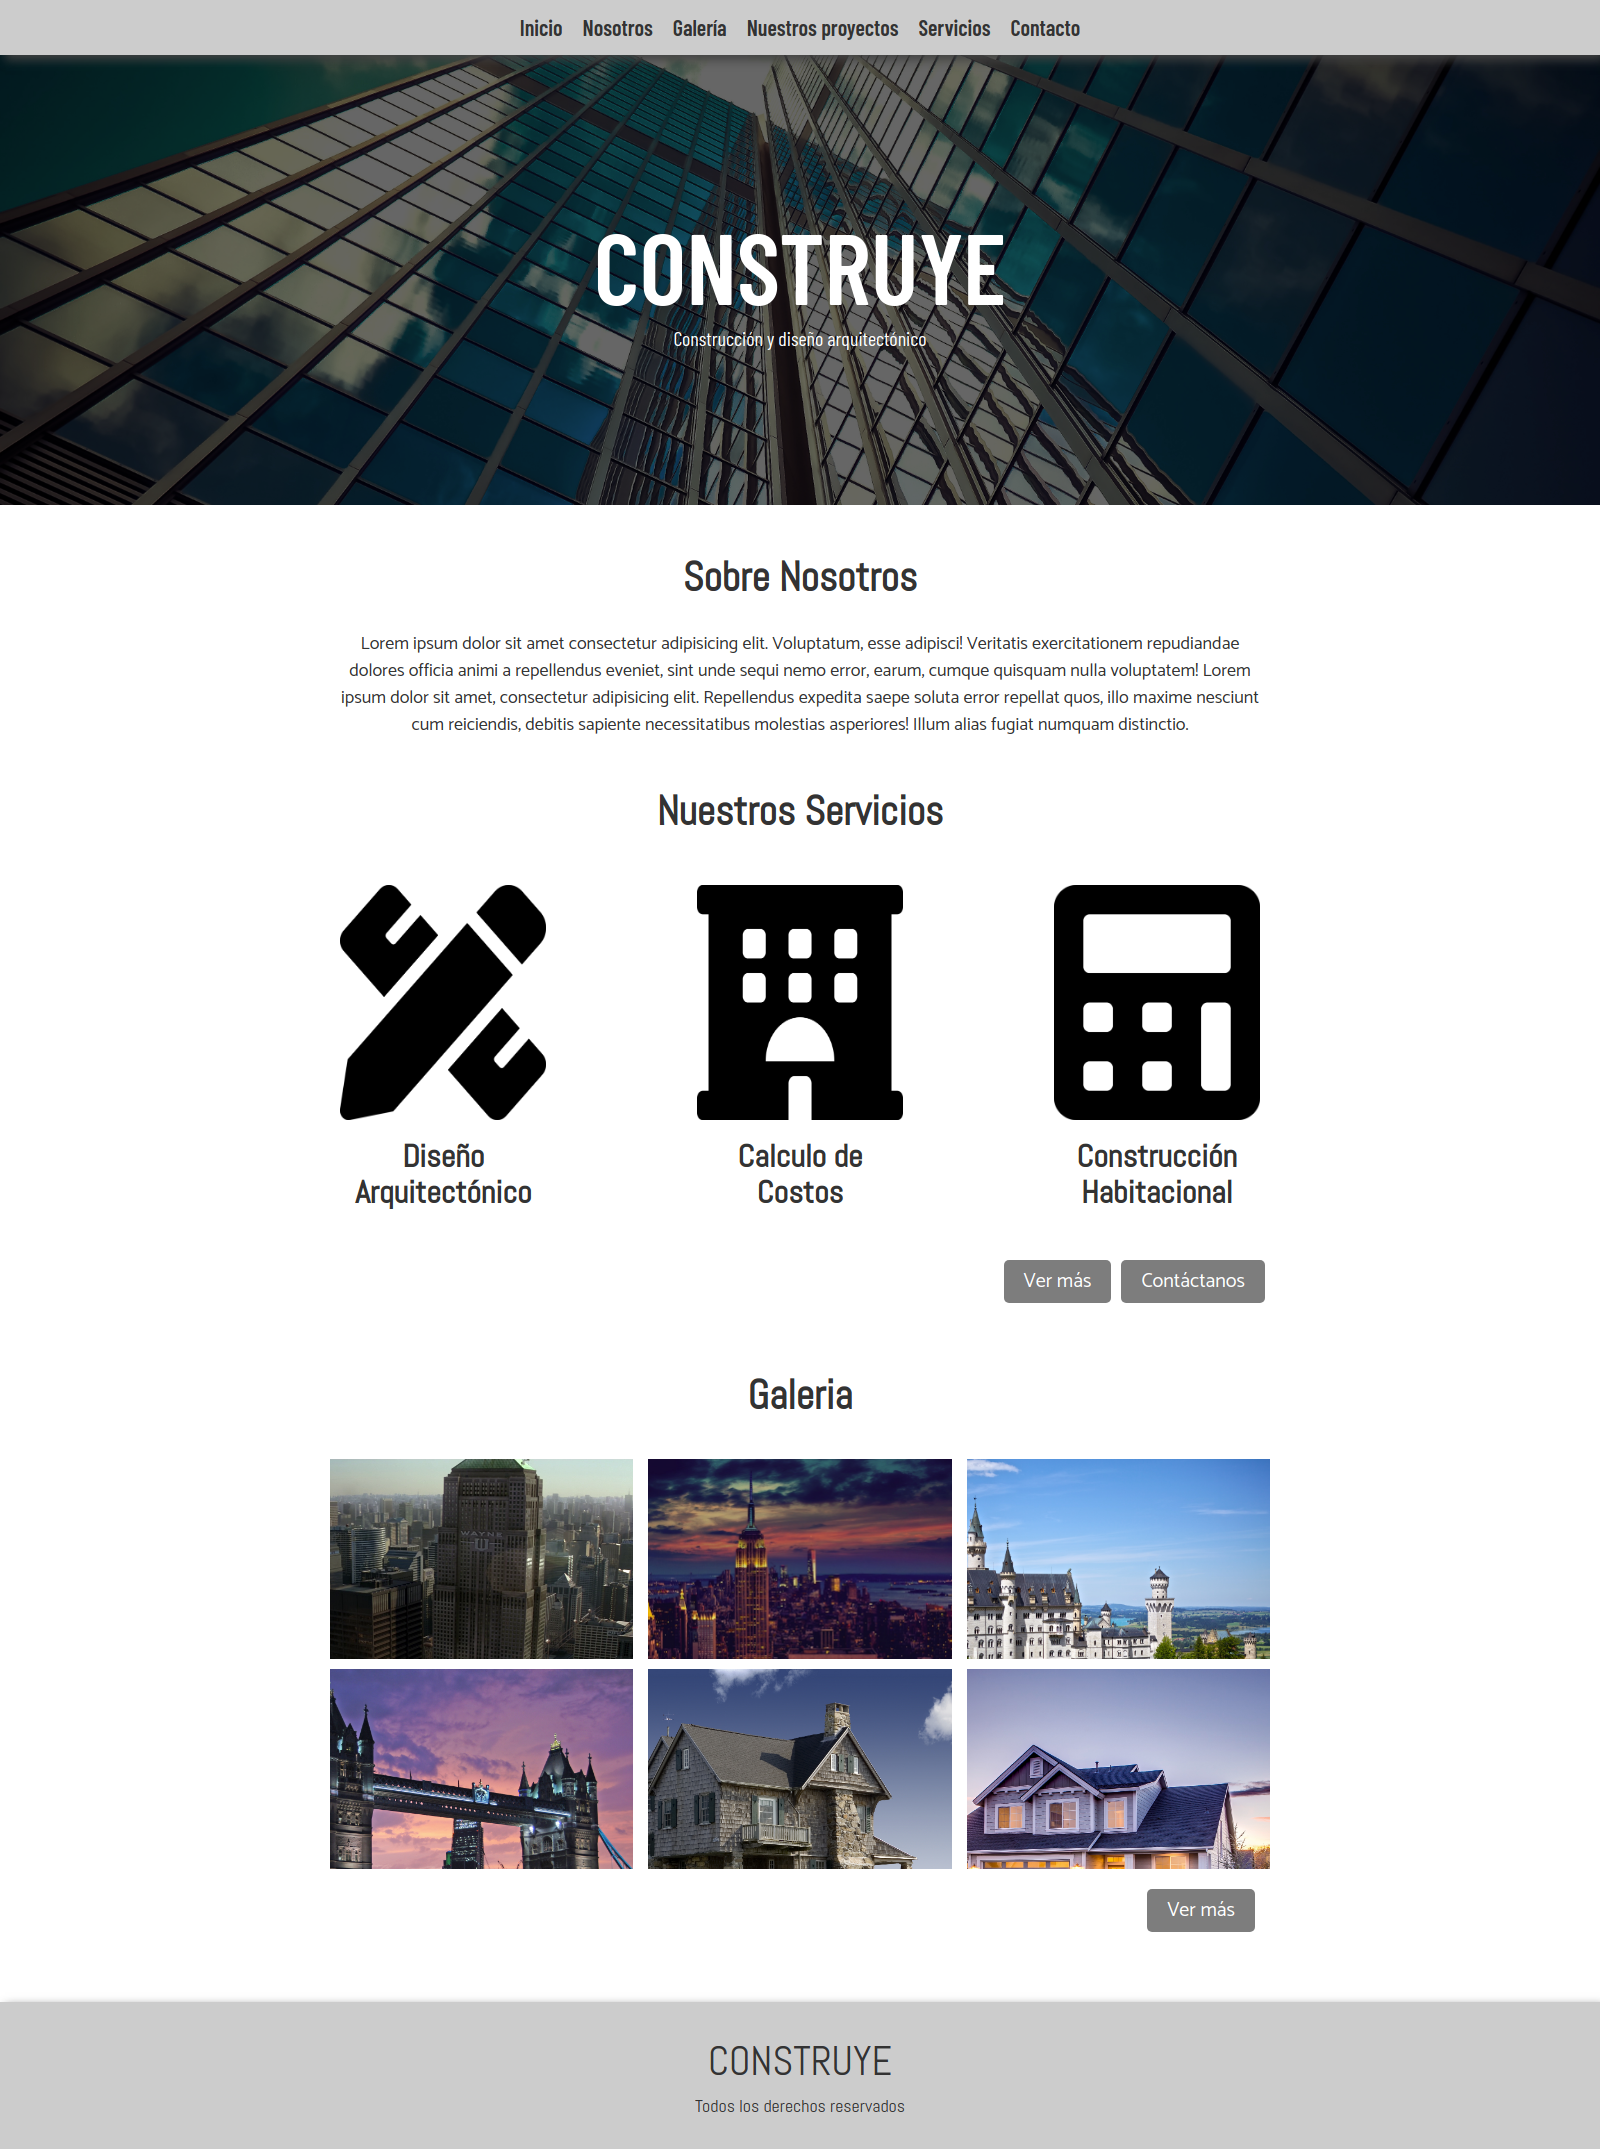 Inicio Nosotros Galería Nuestros proyectos Servicios Contacto
CONSTRUYE
Construcción y diseño arquitectónico
Sobre Nosotros
Lorem ipsum dolor sit amet consectetur adipisicing elit. Voluptatum, esse adipisci! Veritatis exercitationem repudiandae
dolores officia animi a repellendus eveniet, sint unde sequi nemo error, earum, cumque quisquam nulla voluptatem! Lorem
ipsum dolor sit amet, consectetur adipisicing elit. Repellendus expedita saepe soluta error repellat quos, illo maxime nesciunt
cum reiciendis, debitis sapiente necessitatibus molestias asperiores! Illum alias fugiat numquam distinctio.
Nuestros Servicios
Diseño
Arquitectónico
Calculo de
Costos
Construcción
Habitacional
Ver más Contáctanos
Galeria
WAYNE
Ver más
CONSTRUYE
Todos los derechos reservados